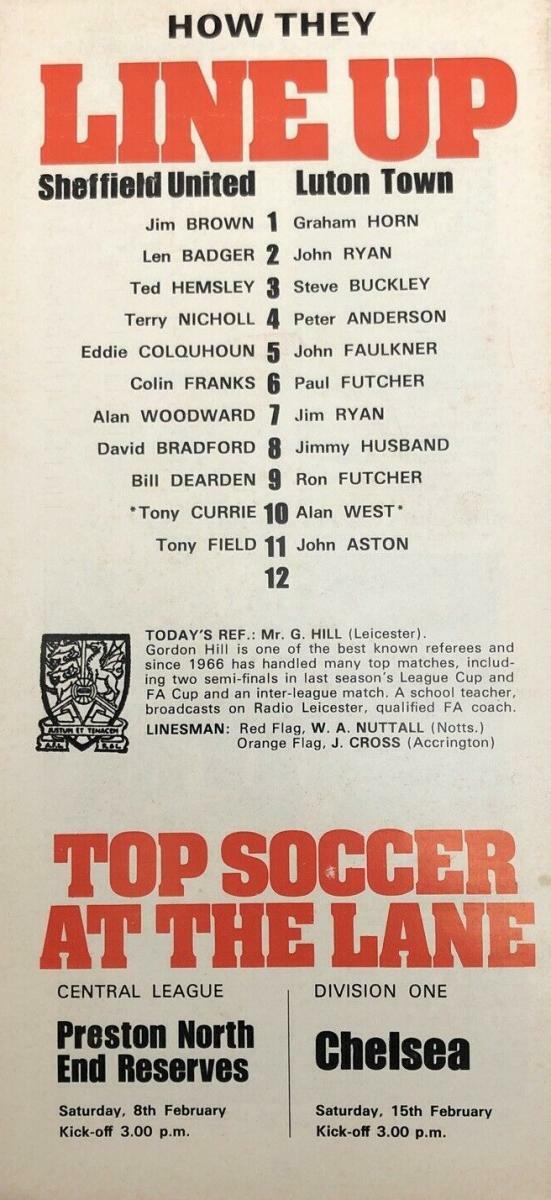 HOW THEY
LINE UP
Sheffield United Luton Town
Jim BROWN 1 Graham HORN
Len BADGER 2 John RYAN
Ted HEMSLEY 3 Steve BUCKLEY
Terry NICHOLL 4 Peter ANDERSON
Eddie COLQUHOUN 5 John FAULKNER
Colin FRANKS 6 Paul FUTCHER
Alan WOODWARD 7 Jim RYAN
David BRADFORD 8 Jimmy HUSBAND
Bill DEARDEN 9 Ron FUTCHER
*Tony CURRIE 10 Alan WEST*
Tony FIELD 11 John ASTON
12
TODAY'S REF.: Mr. G. HILL (Leicester).
Gordon Hill is one of the best known referees and
since 1966 has handled many top matches, includ-
ing two semi-finals in last season's League Cup and
FA Cup and an inter-league match. A school teacher,
broadcasts on Radio Leicester, qualified FA coach.
LINESMAN: Red Flag, W. A. NUTTALL (Notts.)
Orange Flag, J. CROSS (Accrington)
JUSTUM ET TENACEM
A.F.L. R.O.L.
TOP SOCCER
AT THE LANE
CENTRAL LEAGUE
Preston North
End Reserves
Saturday, 8th February
Kick-off 3.00 p.m.
DIVISION ONE
Chelsea
Saturday, 15th February
Kick-off 3.00 p.m.